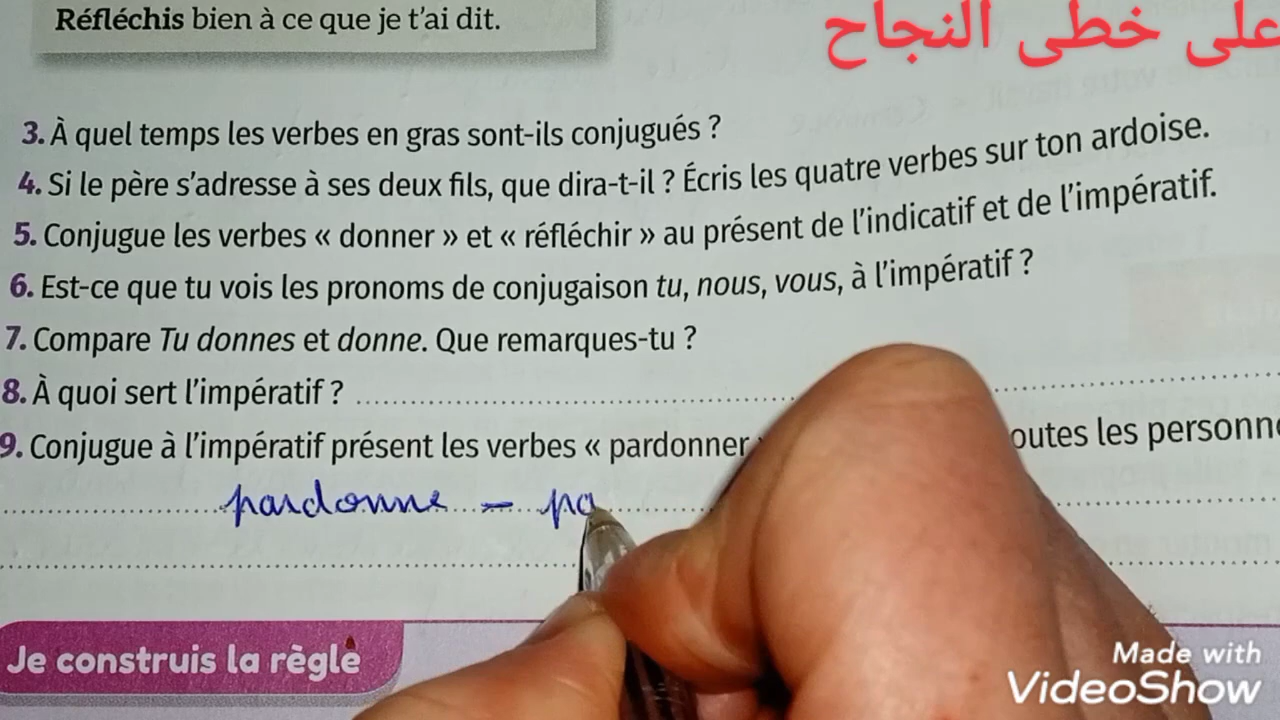 Réfléchis bien à ce que je t'ai dit.
على خطى النجاح
3. À quel temps les verbes en gras sont-ils conjugués ?
4. Si le père s'adresse à ses deux fils, que dira-t-il ? Écris les quatre verbes sur ton ardoise.
5. Conjugue les verbes « donner » et « réfléchir » au présent de l'indicatif et de l'impératif.
6. Est-ce que tu vois les pronoms de conjugaison tu, nous, vous, à l'impératif ?
7. Compare Tu donnes et donne. Que remarques-tu ?
8. À quoi sert l'impératif ?
9. Conjugue à l'impératif présent les verbes « pardonner outes les personne
pardonne - pa
Je construis la règle
Made with
VideoShow